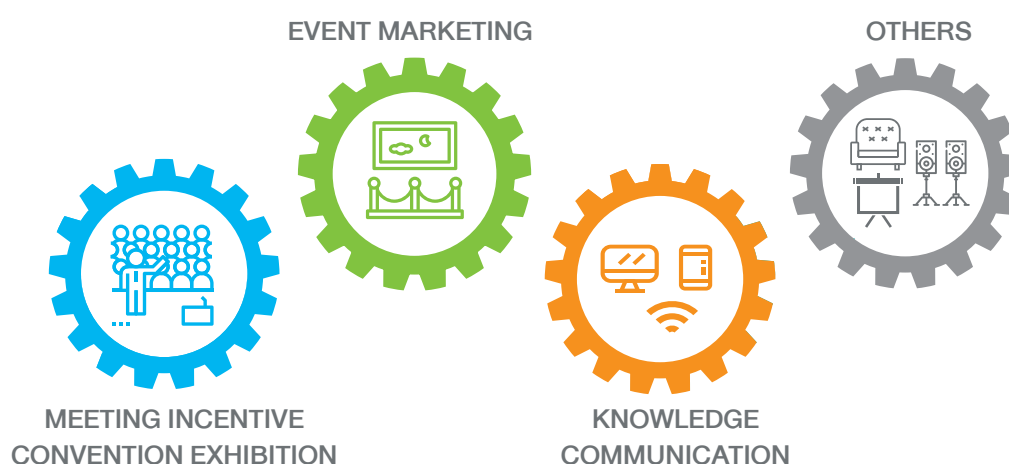 EVENT MARKETING
OTHERS
MEETING INCENTIVE
CONVENTION EXHIBITION
KNOWLEDGE
COMMUNICATION